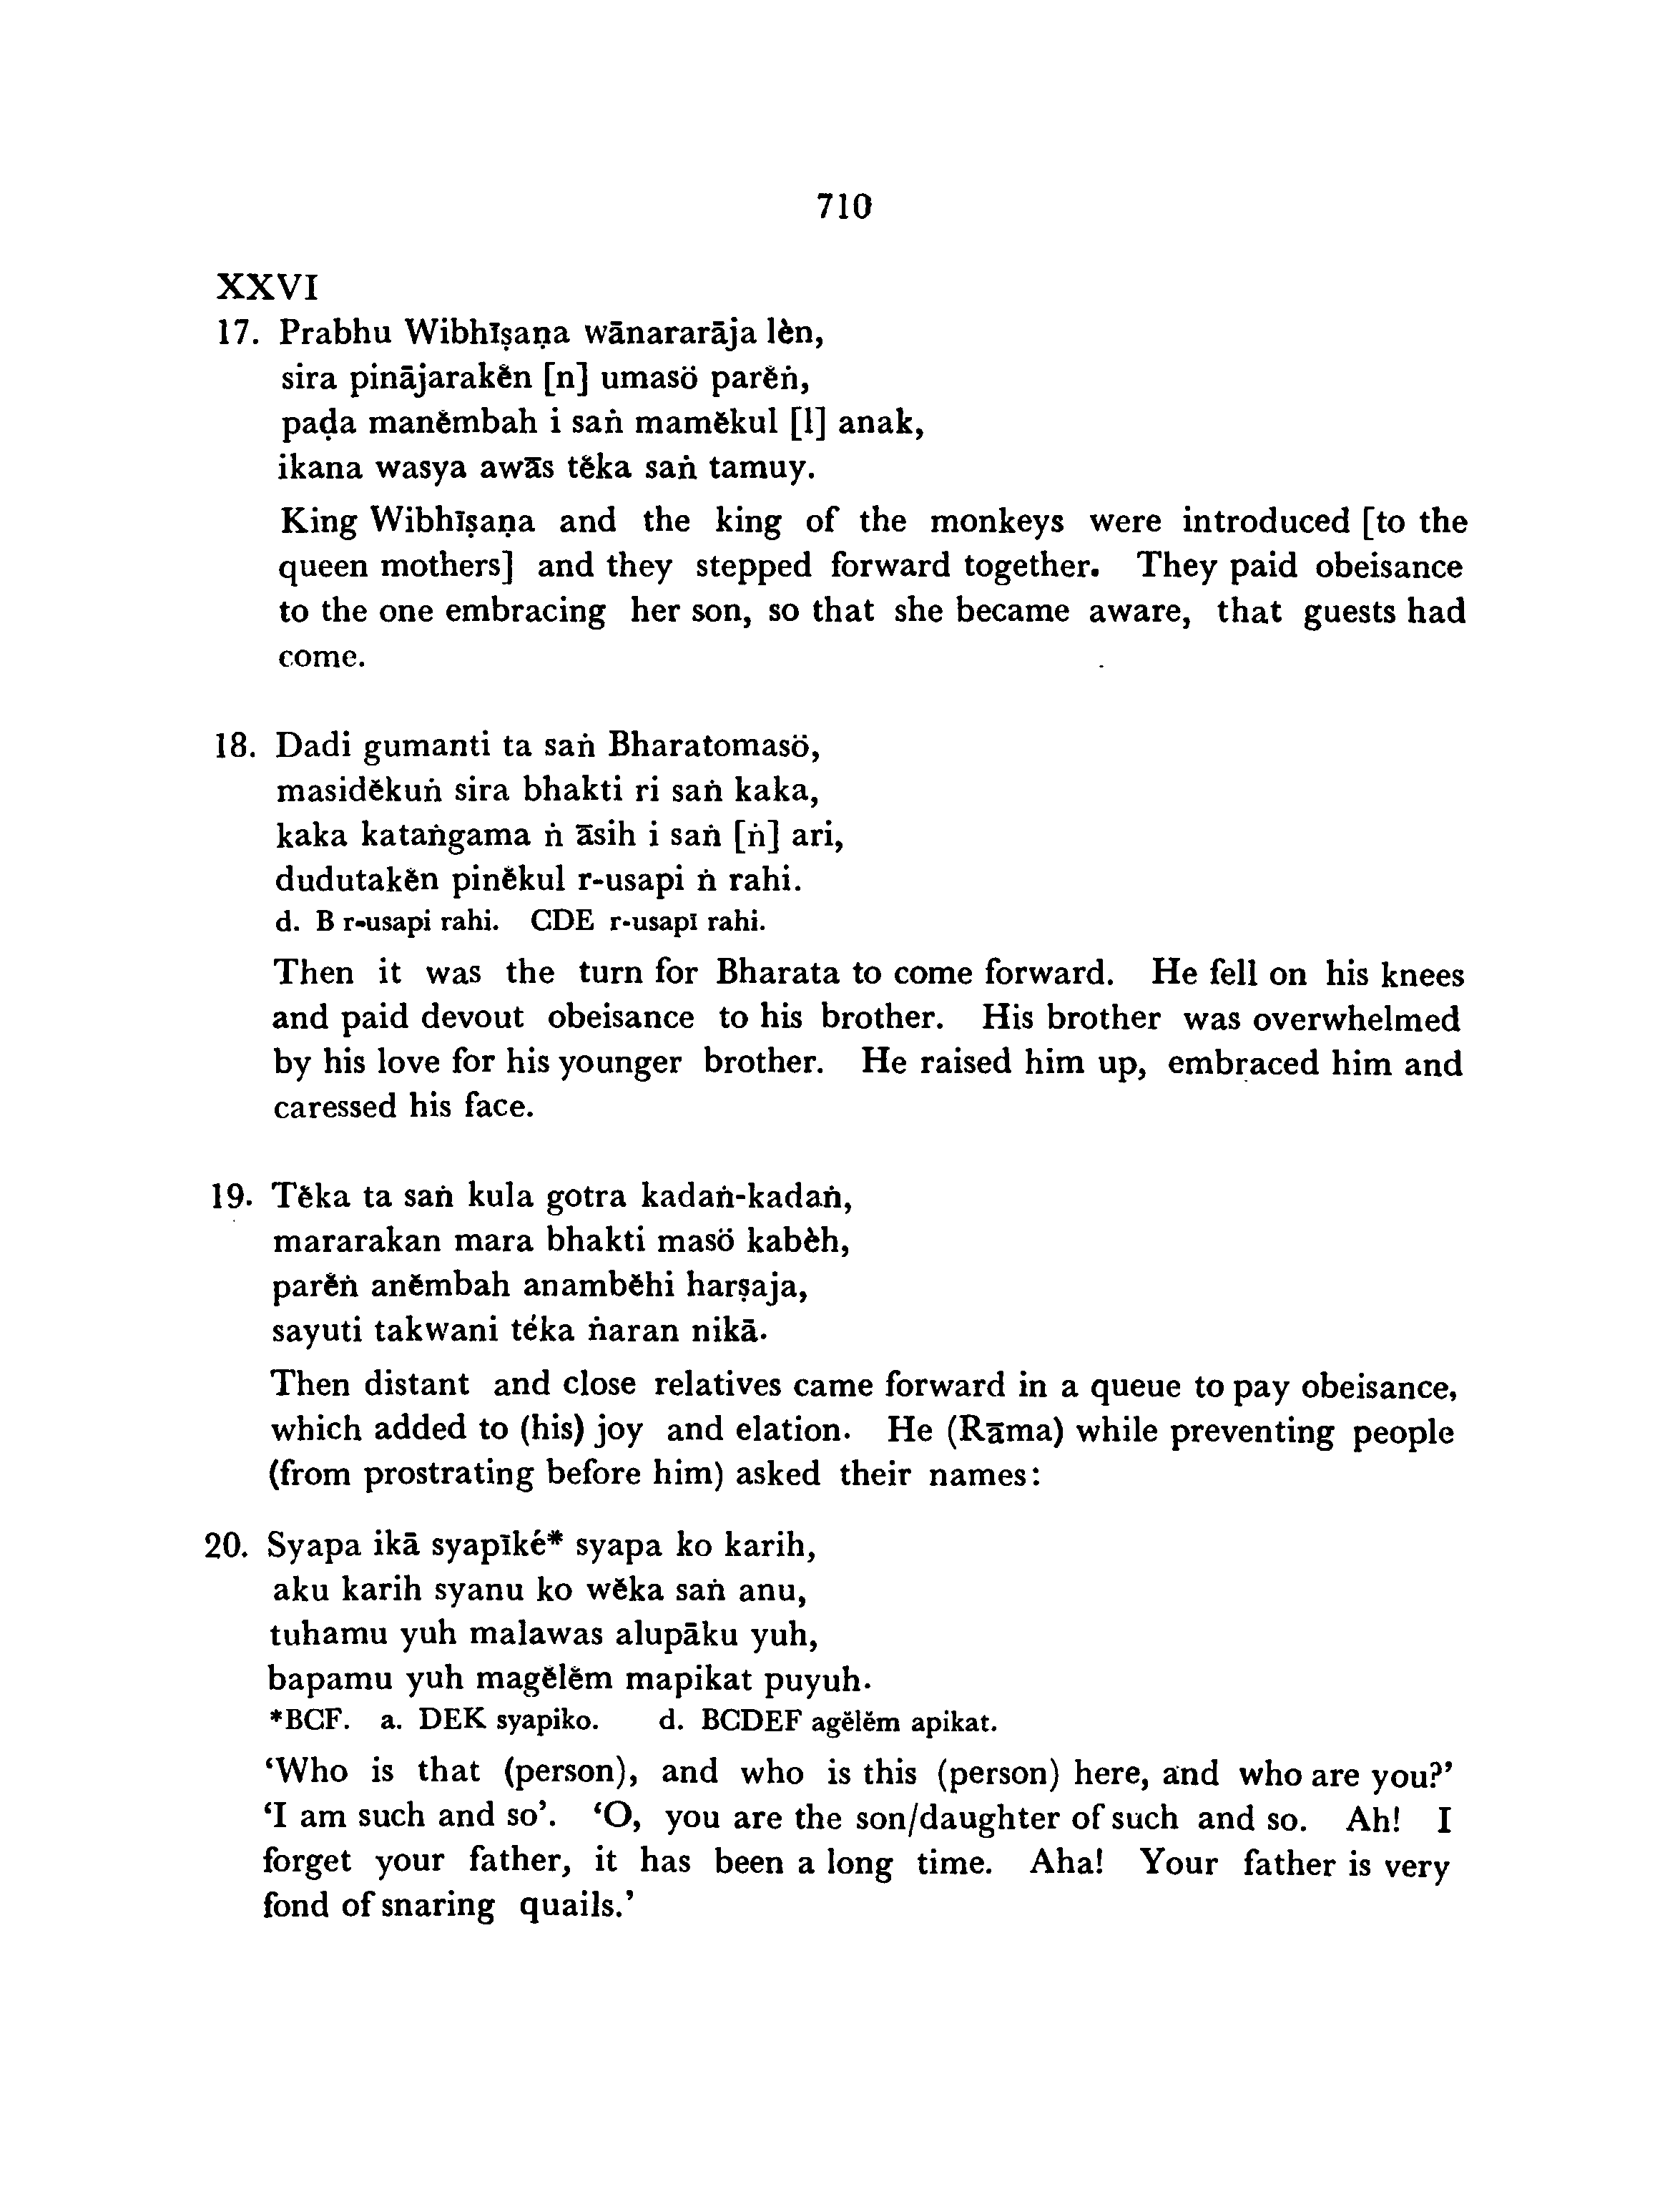 710
XXVI
17. Prabhu Wibhīṣaṇa wānararāja lèn,
sira pinājarakĕn [n] umasö parĕṅ,
paḍa manĕmbah i saṅ mamĕkul [l] anak,
ikana wasya awās tĕka saṅ tamuy.
King Wibhīṣaṇa and the king of the monkeys were introduced [to the
queen mothers] and they stepped forward together. They paid obeisance
to the one embracing her son, so that she became aware, that guests had
come.
18. Dadi gumanti ta saṅ Bharatomasö,
masidĕkuṅ sira bhakti ri saṅ kaka,
kaka kataṅgama ṅ āsih i saṅ [ṅ] ari,
dudutakĕn pinĕkul r-usapi ṅ rahi.
d. B r-usapi rahi. CDE r-usapī rahi.
Then it was the turn for Bharata to come forward. He fell on his knees
and paid devout obeisance to his brother. His brother was overwhelmed
by his love for his younger brother. He raised him up, embraced him and
caressed his face.
19. Tĕka ta saṅ kula gotra kadaṅ-kadaṅ,
mararakan mara bhakti masö kabèh,
parĕṅ anĕmbah anambĕhi harṣaja,
sayuti takwani téka ṅaran nikā.
Then distant and close relatives came forward in a queue to pay obeisance,
which added to (his) joy and elation. He (Rāma) while preventing people
(from prostrating before him) asked their names:
20. Syapa ikā syapīké* syapa ko karih,
aku karih syanu ko wĕka saṅ anu,
tuhamu yuh malawas alupāku yuh,
bapamu yuh magĕlĕm mapikat puyuh.
*BCF. a. DEK syapiko. d. BCDEF agĕlĕm apikat.
‘Who is that (person), and who is this (person) here, and who are you?’
‘I am such and so’. ‘O, you are the son/daughter of such and so. Ah! I
forget your father, it has been a long time. Aha! Your father is very
fond of snaring quails.’